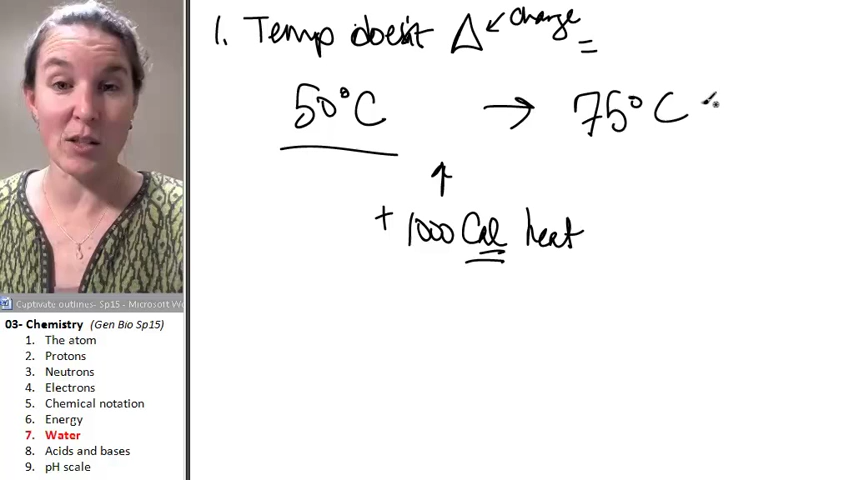 1. Temp doesn't Δ ↙ change =
50°C → 75°C
↑
+ 1000 Cal heat
Captivate outlines- Sp15 - Microsoft Wo
03- Chemistry (Gen Bio Sp15)
1. The atom
2. Protons
3. Neutrons
4. Electrons
5. Chemical notation
6. Energy
7. Water
8. Acids and bases
9. pH scale